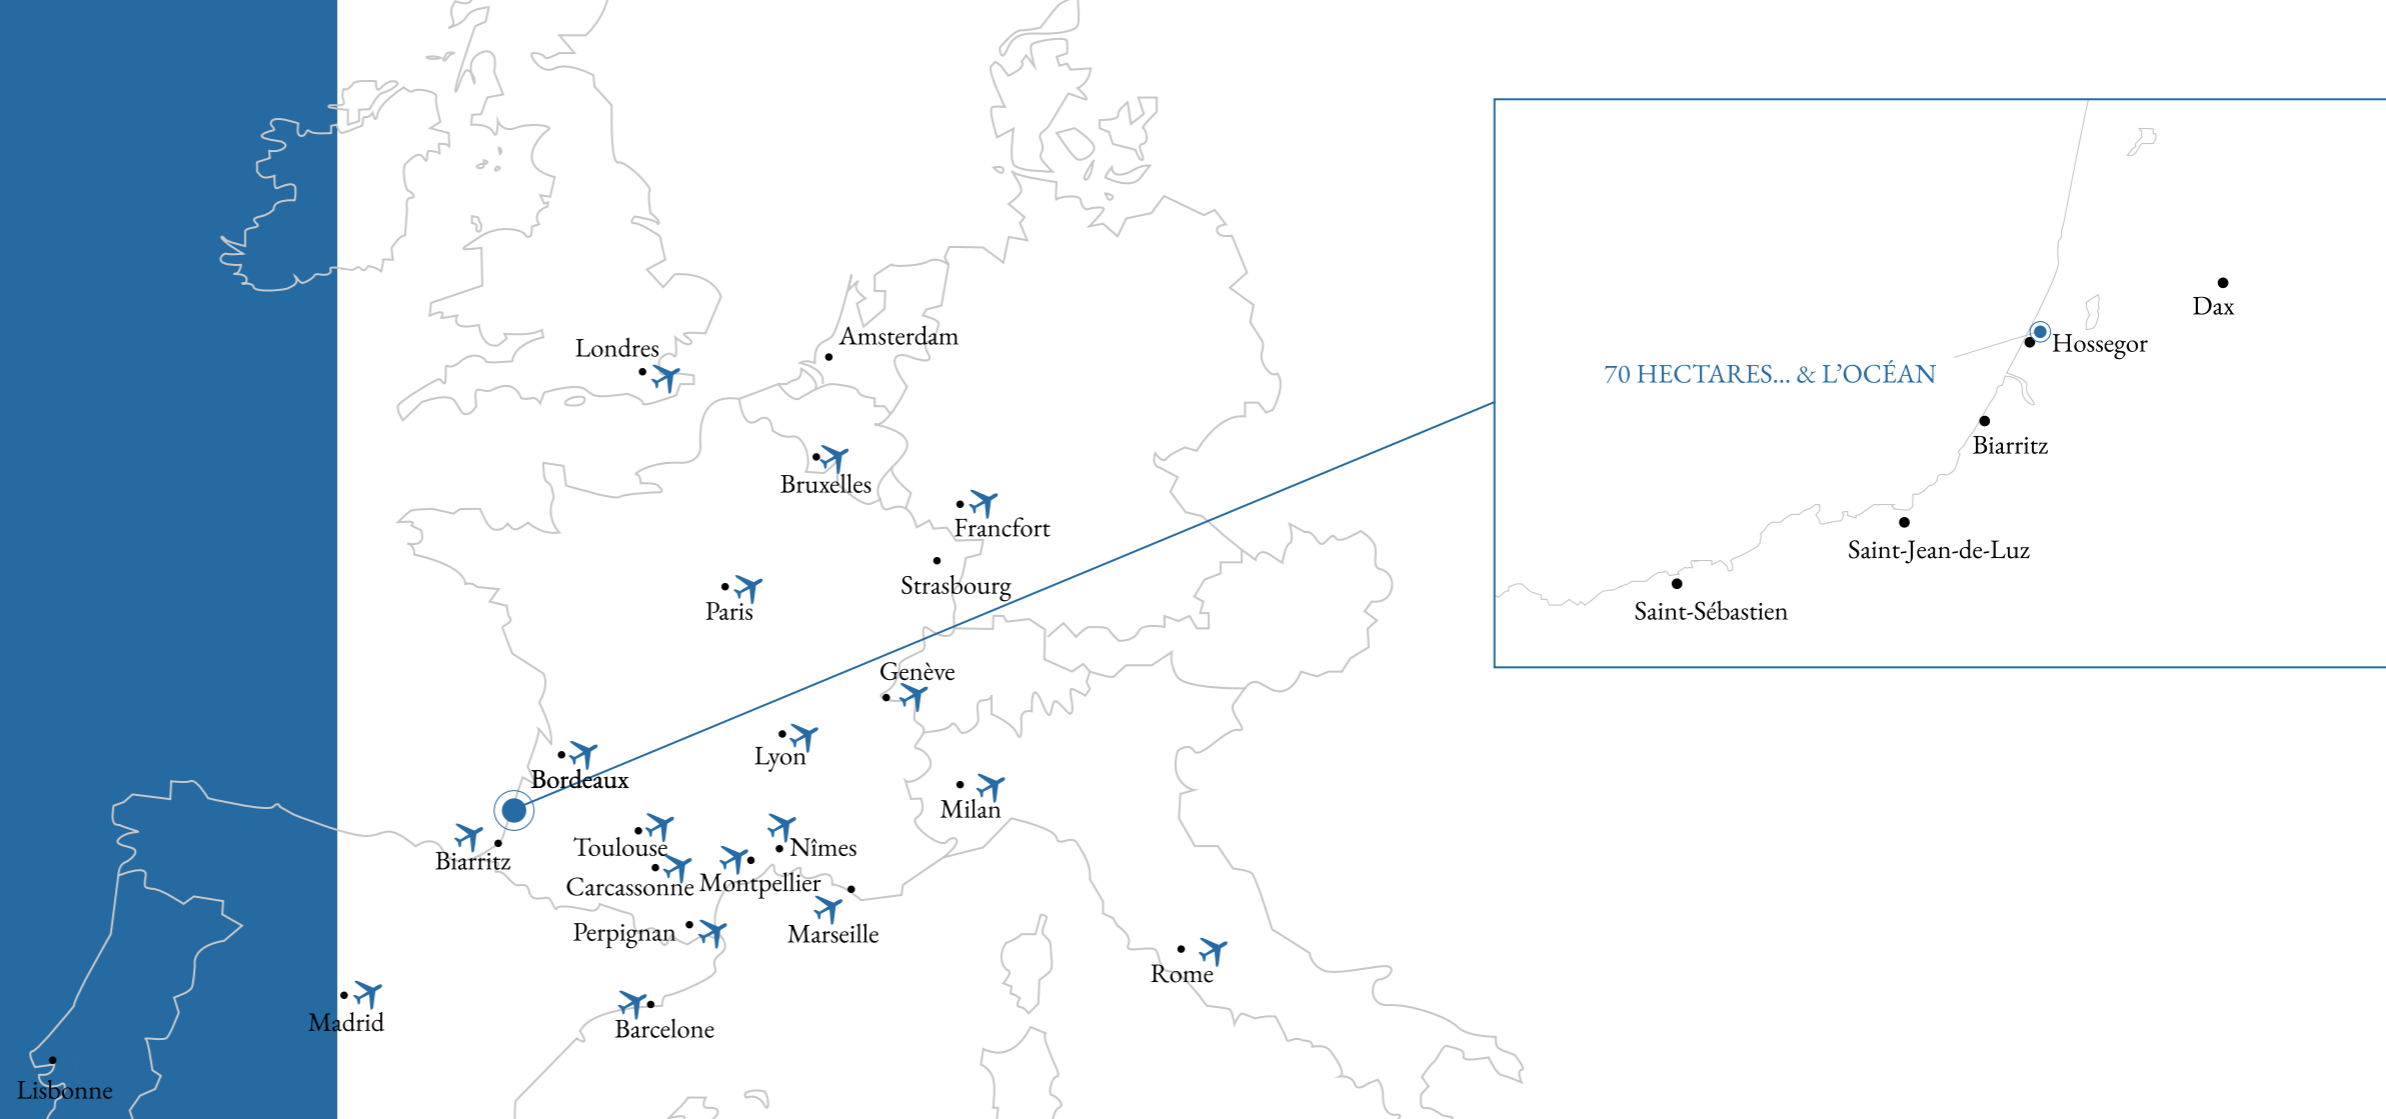 Londres
Amsterdam
Bruxelles
Francfort
Strasbourg
Paris
Genève
Lyon
Bordeaux
Milan
Toulouse
Nîmes
Biarritz
Carcassonne
Montpellier
Perpignan
Marseille
Rome
Madrid
Barcelone
Lisbonne
Dax
Hossegor
70 HECTARES... & L’OCÉAN
Biarritz
Saint-Jean-de-Luz
Saint-Sébastien